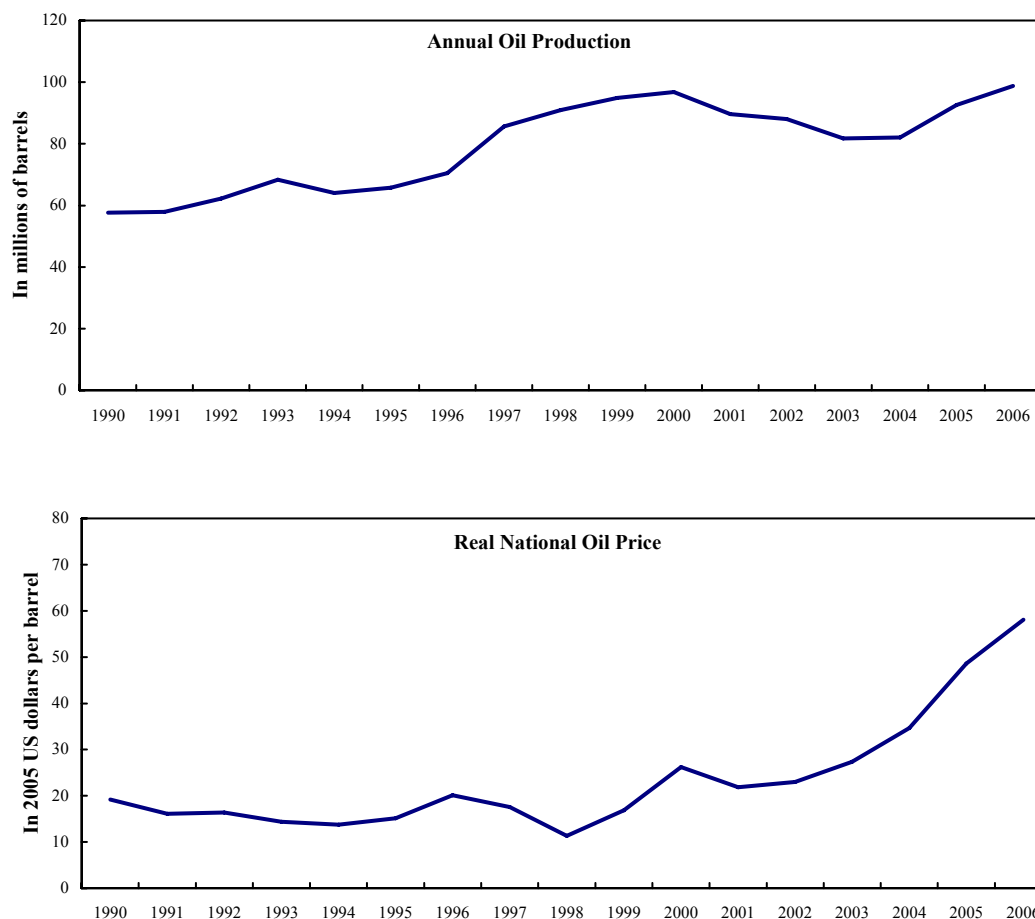 Annual Oil Production
In millions of barrels
120
100
80
60
40
20
0
1990 1991 1992 1993 1994 1995 1996 1997 1998 1999 2000 2001 2002 2003 2004 2005 2006
Real National Oil Price
In 2005 US dollars per barrel
80
70
60
50
40
30
20
10
0
1990 1991 1992 1993 1994 1995 1996 1997 1998 1999 2000 2001 2002 2003 2004 2005 2006